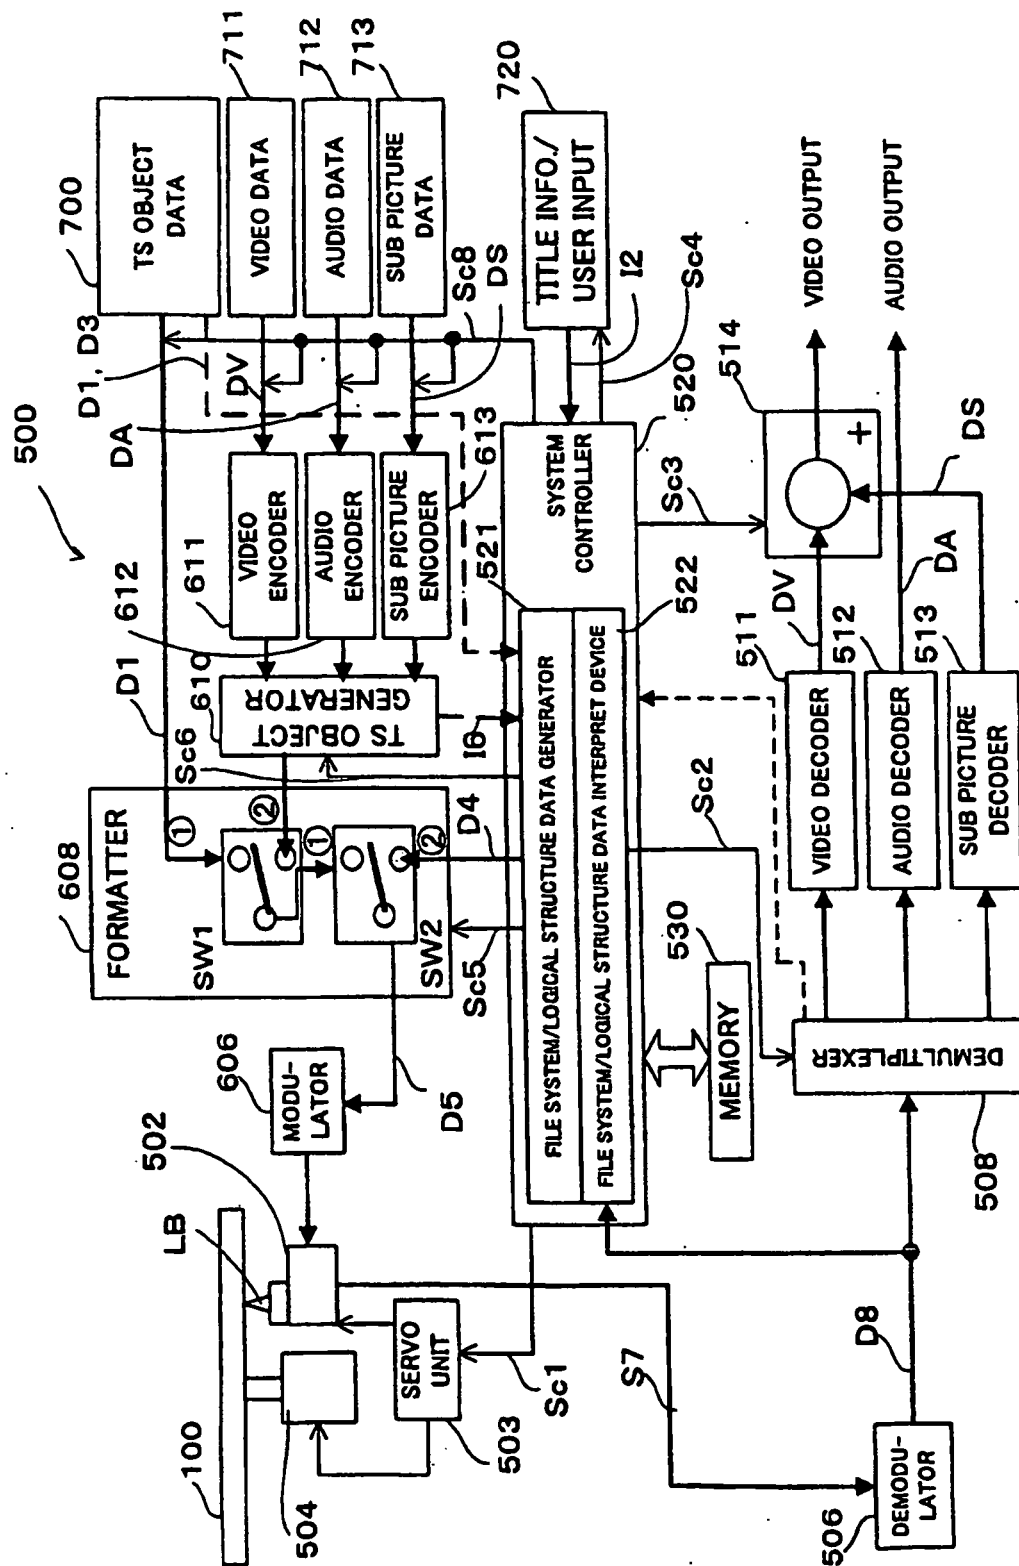 500
100
LB
502
504
SERVO
UNIT
503
Sc1
606
MODU-
LATOR
D5
608
FORMATTER
①
②
SW1
①
②
SW2
Sc5
D4
Sc6
610
TS OBJECT
GENERATOR
I6
D1
612
611
VIDEO
ENCODER
AUDIO
ENCODER
SUB PICTURE
ENCODER
613
DA
D1, D3
DV
DS
Sc8
700
TS OBJECT
DATA
711
VIDEO DATA
712
AUDIO DATA
713
SUB PICTURE
DATA
720
TITLE INFO./
USER INPUT
I2
Sc4
SYSTEM
CONTROLLER
520
521
FILE SYSTEM/LOGICAL STRUCTURE DATA GENERATOR
FILE SYSTEM/LOGICAL STRUCTURE DATA INTERPRET DEVICE
522
530
MEMORY
Sc2
Sc3
S7
506
DEMODU-
LATOR
D8
508
DEMULTIPLEXER
511
VIDEO DECODER
512
AUDIO DECODER
513
SUB PICTURE
DECODER
DV
DA
DS
514
+
VIDEO OUTPUT
AUDIO OUTPUT